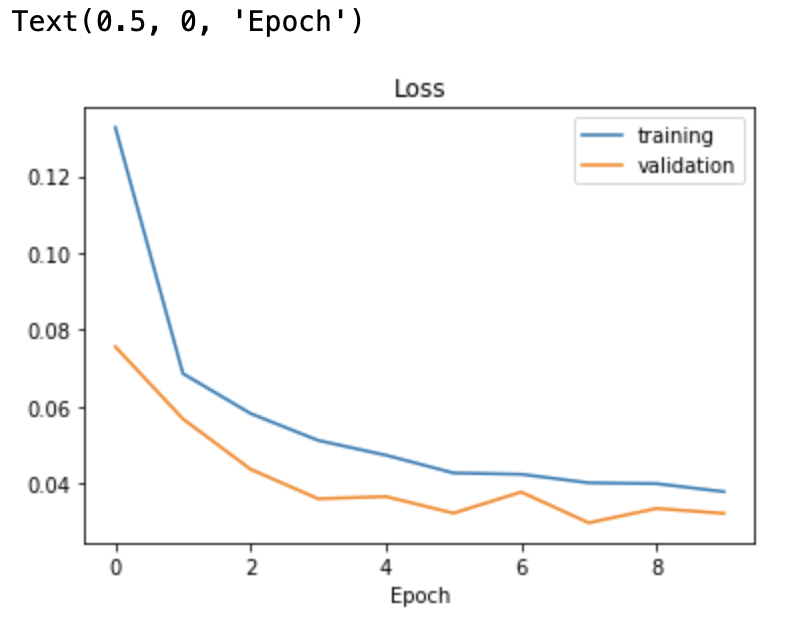 Text(0.5, 0, 'Epoch')
Loss
training
validation
0.12
0.10
0.08
0.06
0.04
0 2 4 6 8
Epoch